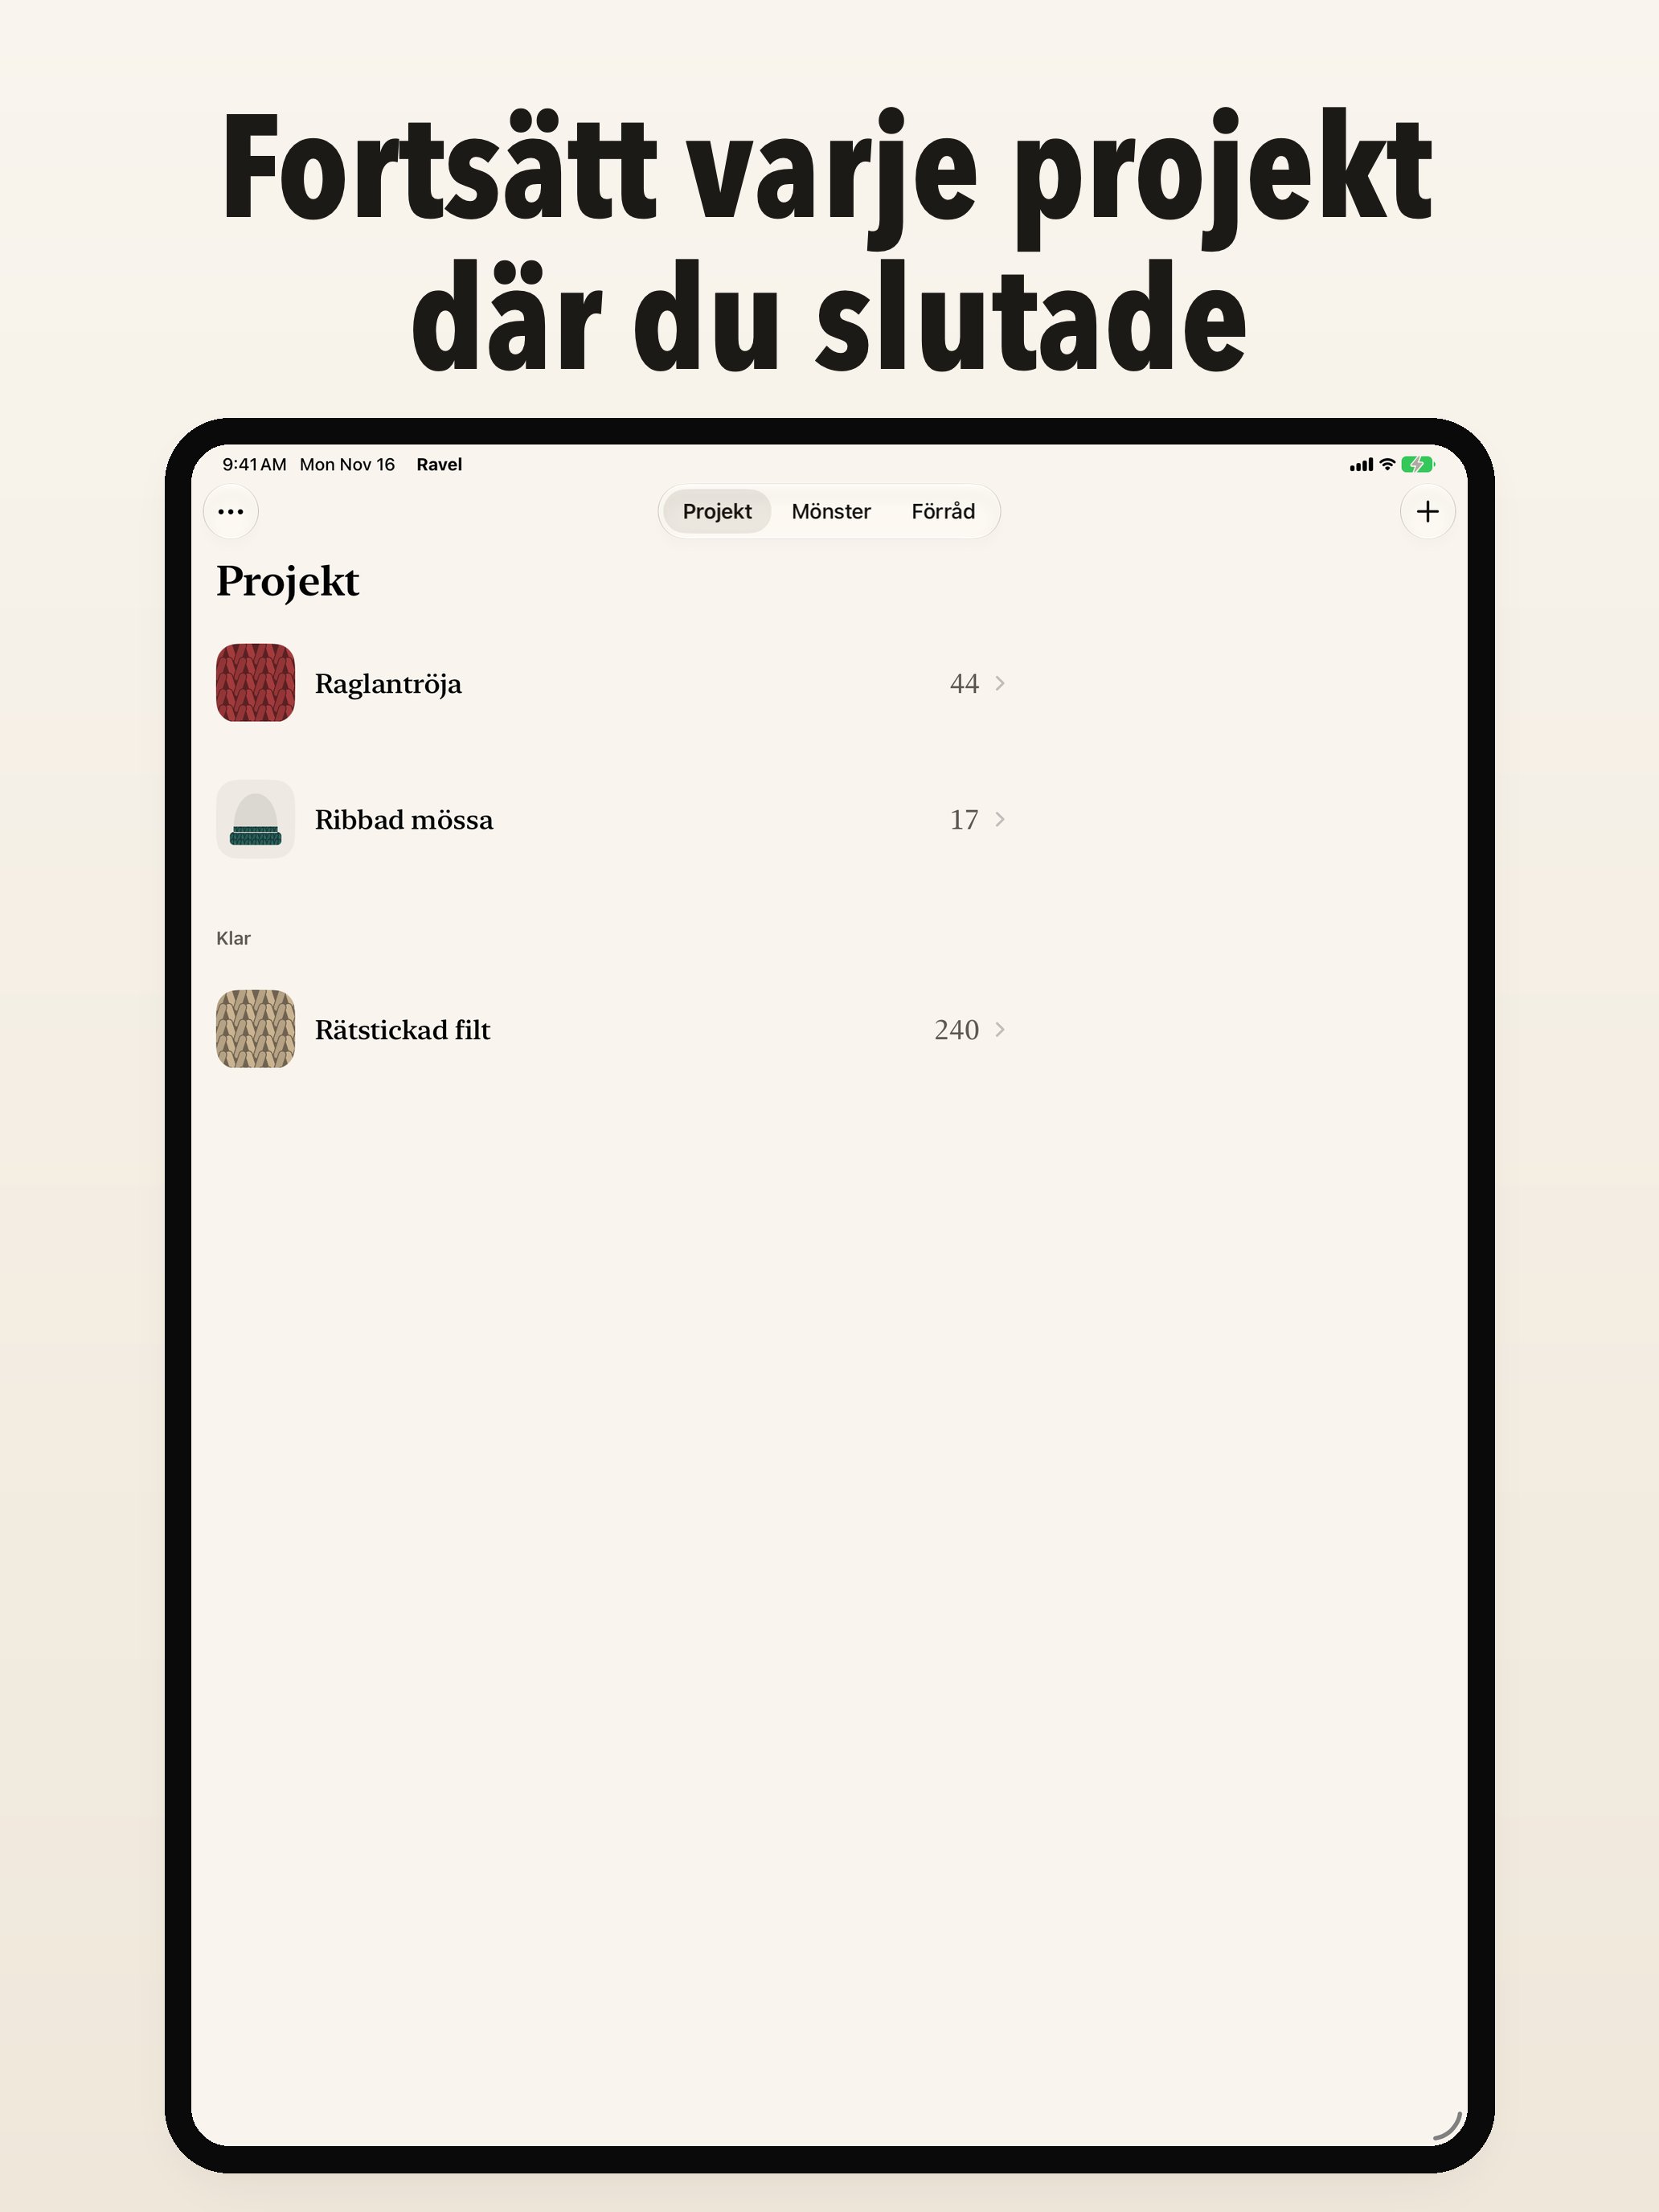 Fortsätt varje projekt
där du slutade
9:41 AM Mon Nov 16 Ravel
Projekt Mönster Förråd
Projekt
Raglantröja 44
Ribbad mössa 17
Klar
Rätstickad filt 240